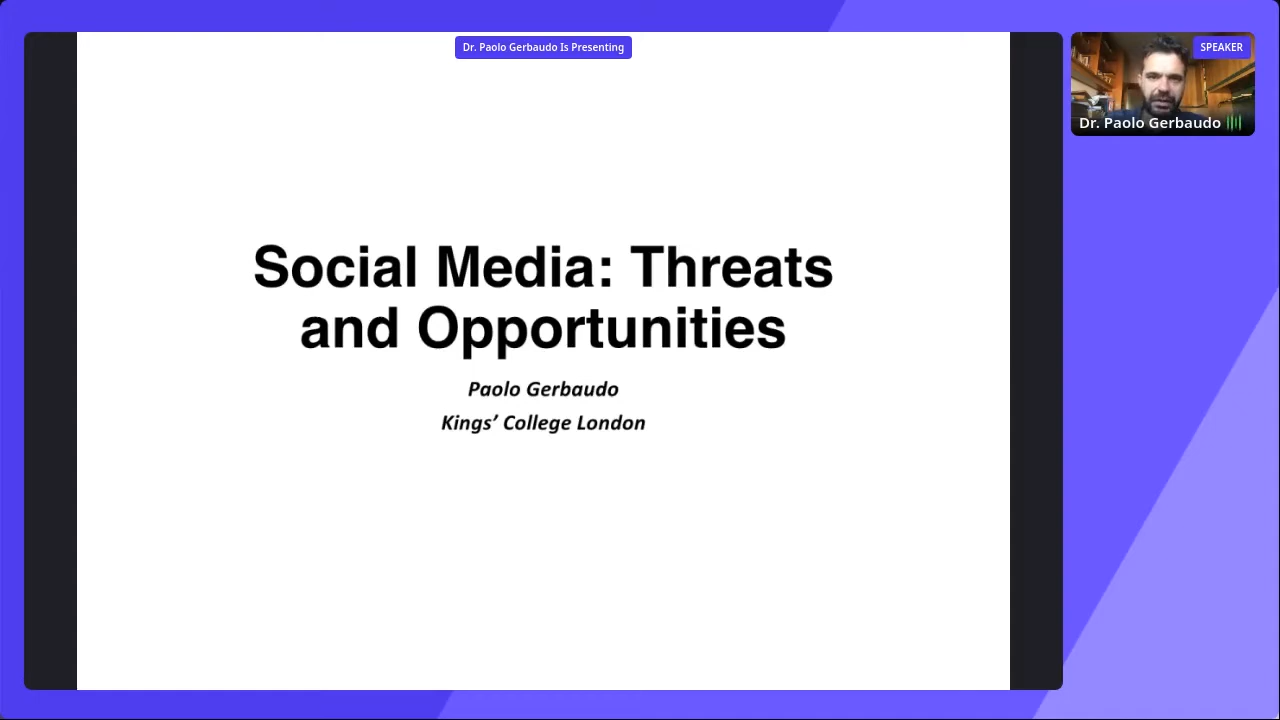 Dr. Paolo Gerbaudo Is Presenting
SPEAKER
Dr. Paolo Gerbaudo
Social Media: Threats
and Opportunities
Paolo Gerbaudo
Kings’ College London